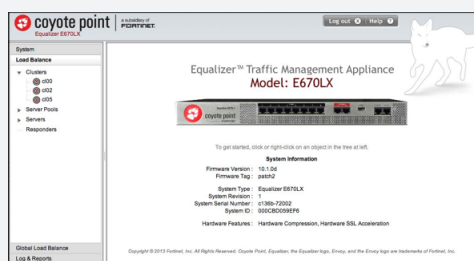 coyote point
a subsidiary of
FORTINET.
Equalizer E670LX
Log out
Help
System
Load Balance
Clusters
cl00
cl02
cl05
Server Pools
Servers
Responders
Global Load Balance
Log & Reports
Equalizer™ Traffic Management Appliance
Model: E670LX
coyote point
To get started, click or right-click on an object in the tree at left.
System Information
Firmware Version : 10.1.0d
Firmware Tag : patch2
System Type : Equalizer E670LX
System Revision : 1
System Serial Number : c136b-72002
System ID : 000CBD059EF6
Hardware Features : Hardware Compression, Hardware SSL Acceleration
Copyright © 2013 Fortinet, Inc. All Rights Reserved. Coyote Point, Equalizer, the Equalizer logo, Envoy, and the Envoy logo are trademarks of Fortinet, Inc.